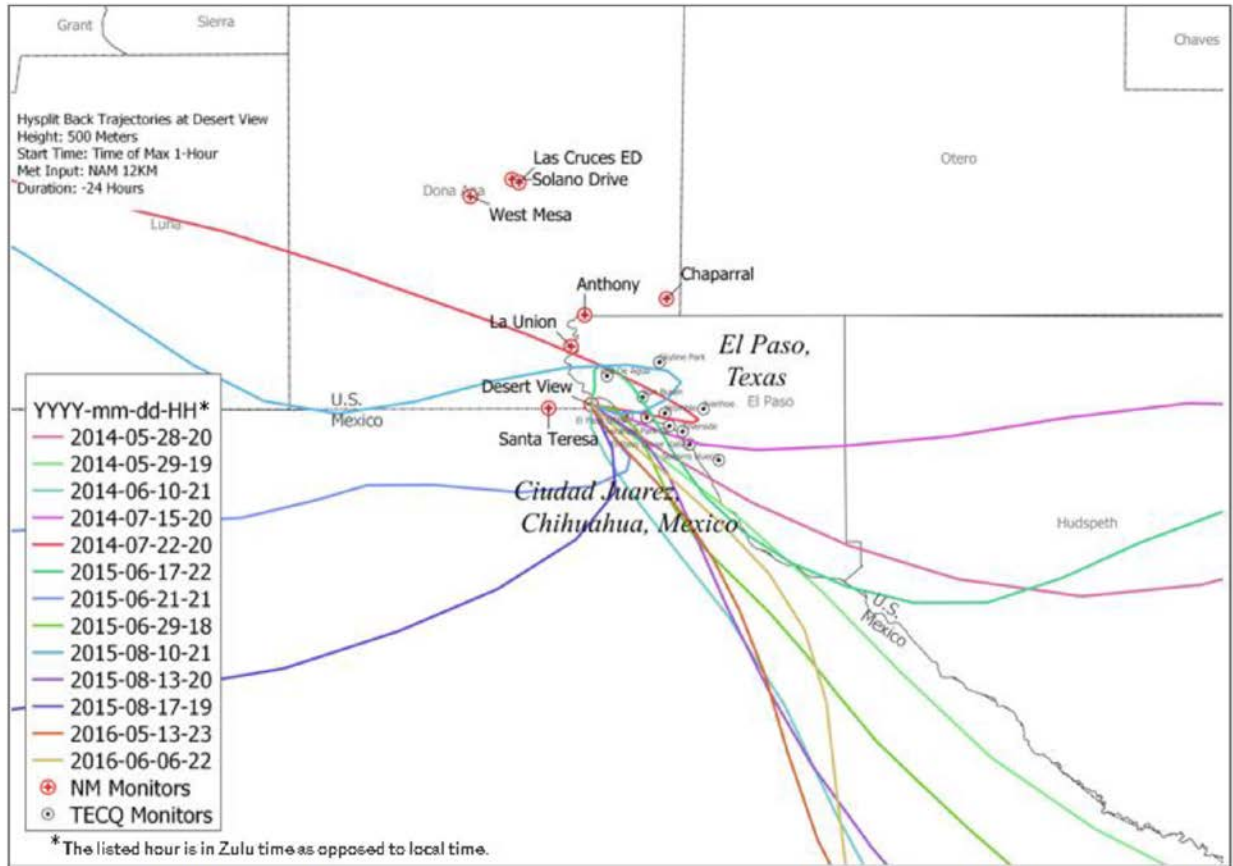 Grant
Sierra
Chaves
Hysplit Back Trajectories at Desert View
Height: 500 Meters
Start Time: Time of Max 1-Hour
Met Input: NAM 12KM
Duration: -24 Hours
Otero
Las Cruces ED
Solano Drive
Dona Ana
West Mesa
Luna
Chaparral
Anthony
La Union
El Paso,
Texas
Skyline Park
El Paso
Desert View
U.S.
Mexico
Santa Teresa
Ivanhoe
Ciudad Juarez,
Chihuahua, Mexico
Hudspeth
U.S.
Mexico
YYYY-mm-dd-HH*
2014-05-28-20
2014-05-29-19
2014-06-10-21
2014-07-15-20
2014-07-22-20
2015-06-17-22
2015-06-21-21
2015-06-29-18
2015-08-10-21
2015-08-13-20
2015-08-17-19
2016-05-13-23
2016-06-06-22
NM Monitors
TECQ Monitors
*The listed hour is in Zulu time as opposed to local time.